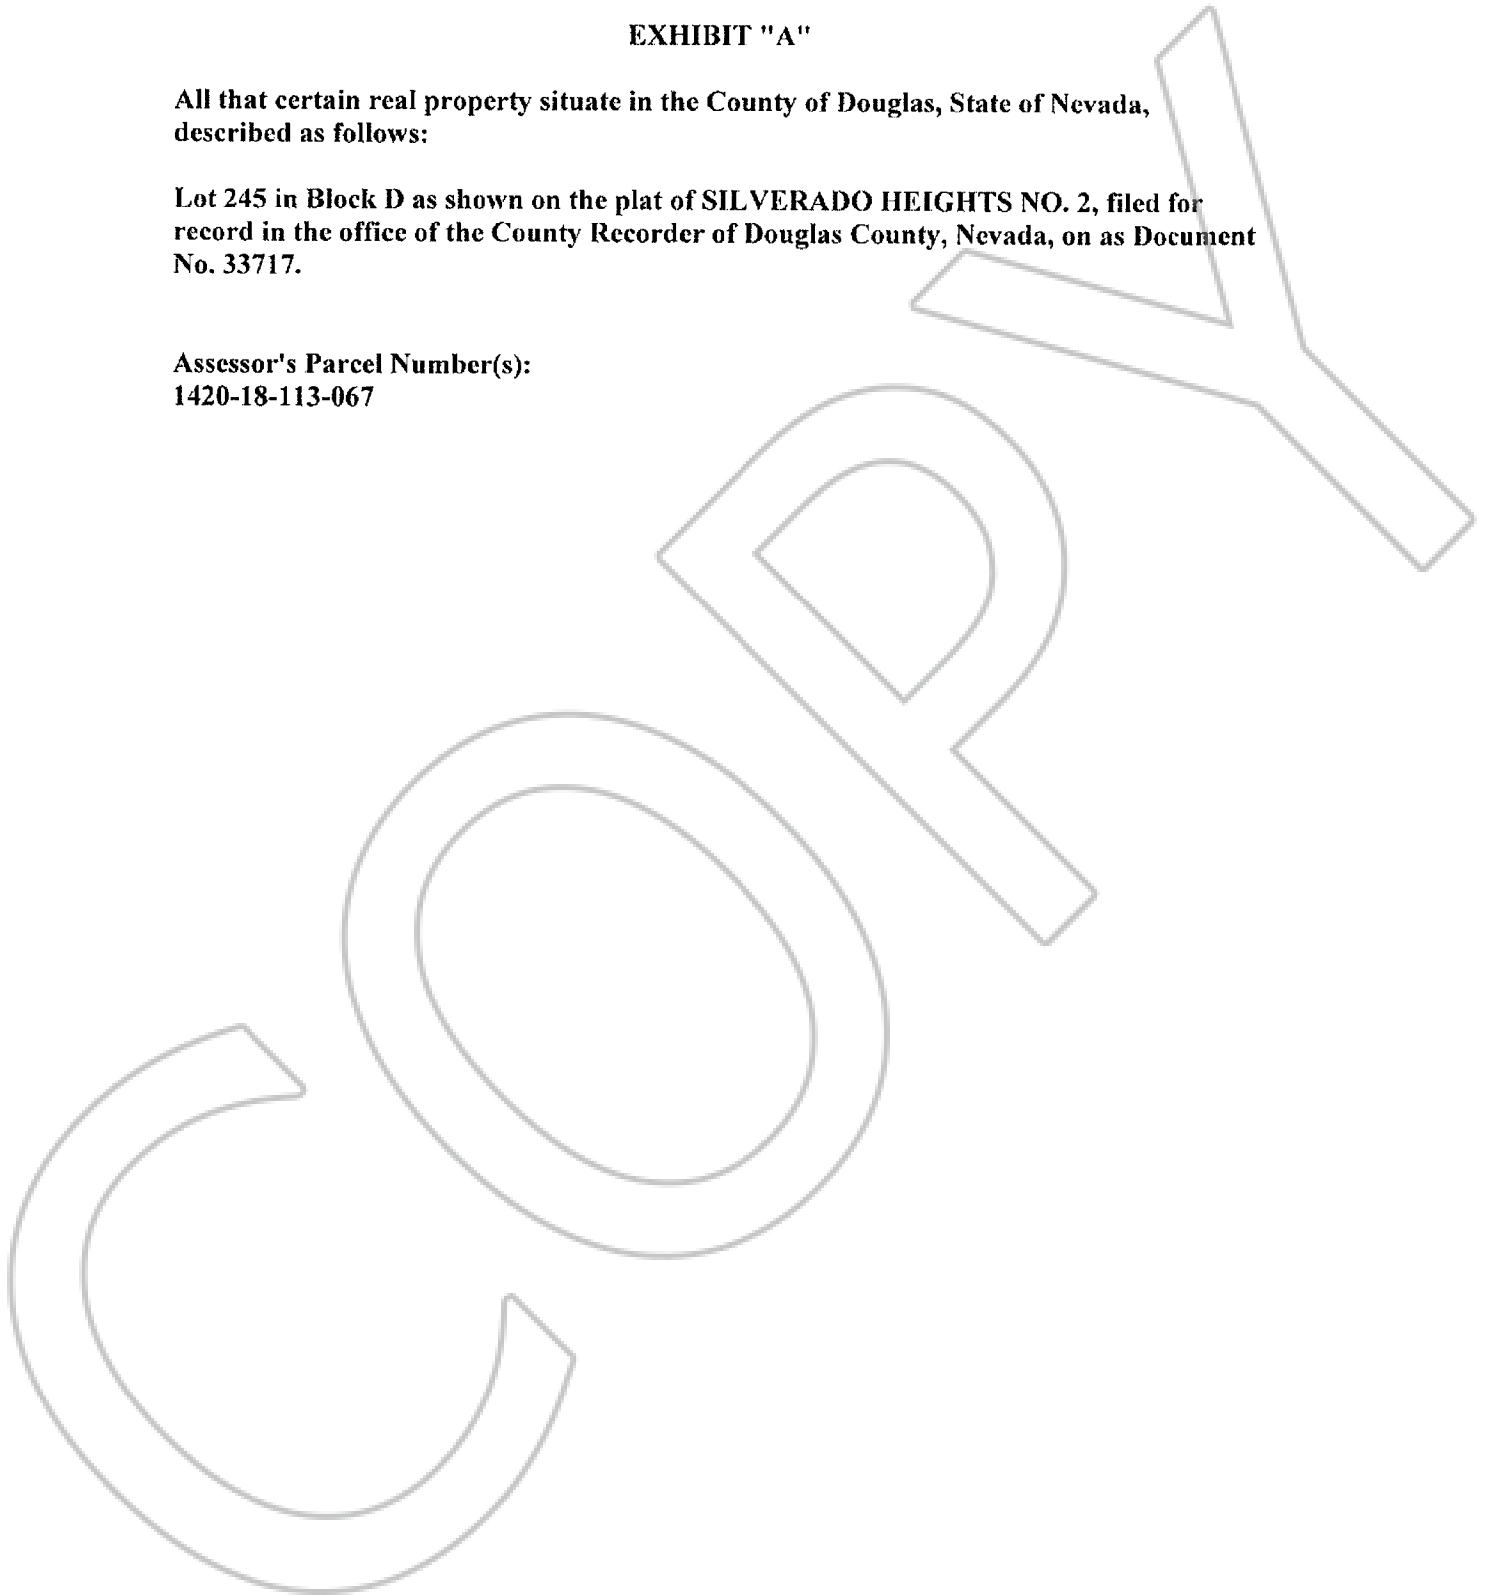 EXHIBIT "A"
All that certain real property situate in the County of Douglas, State of Nevada,
described as follows:
Lot 245 in Block D as shown on the plat of SILVERADO HEIGHTS NO. 2, filed for
record in the office of the County Recorder of Douglas County, Nevada, on as Document
No. 33717.
Assessor's Parcel Number(s):
1420-18-113-067
COPY